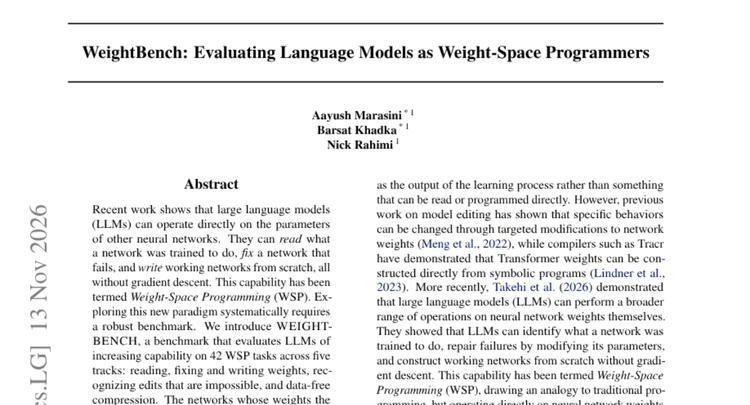 WeightBench: Evaluating Language Models as Weight-Space Programmers
Aayush Marasini * 1
Barsat Khadka * 1
Nick Rahimi 1
Abstract
Recent work shows that large language models
(LLMs) can operate directly on the parameters
of other neural networks. They can read what
a network was trained to do, fix a network that
fails, and write working networks from scratch, all
without gradient descent. This capability has been
termed Weight-Space Programming (WSP). Ex-
ploring this new paradigm systematically requires
a robust benchmark. We introduce WEIGHT-
BENCH, a benchmark that evaluates LLMs of
increasing capability on 42 WSP tasks across five
tracks: reading, fixing and writing weights, rec-
ognizing edits that are impossible, and data-free
compression. The networks whose weights the
as the output of the learning process rather than something
that can be read or programmed directly. However, previous
work on model editing has shown that specific behaviors
can be changed through targeted modifications to network
weights (Meng et al., 2022), while compilers such as Tracr
have demonstrated that Transformer weights can be con-
structed directly from symbolic programs (Lindner et al.,
2023). More recently, Takehi et al. (2026) demonstrated
that large language models (LLMs) can perform a broader
range of operations on neural network weights themselves.
They showed that LLMs can identify what a network was
trained to do, repair failures by modifying its parameters,
and construct working networks from scratch without gradi-
ent descent. This capability has been termed Weight-Space
Programming (WSP), drawing an analogy to traditional pro-
gramming, but operating directly on neural network weights
cs.LG] 13 Nov 2026